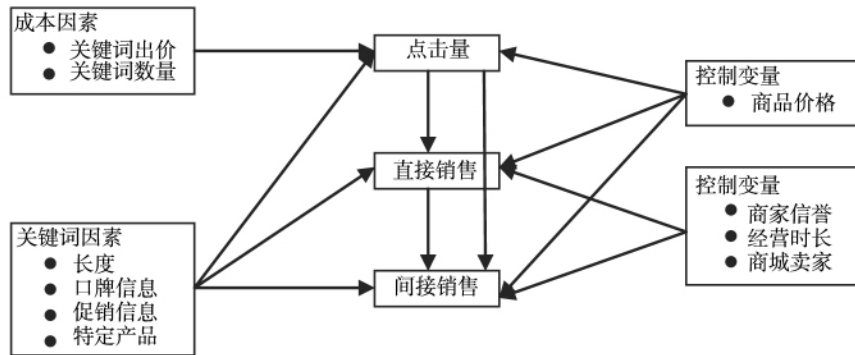 成本因素
● 关键词出价
● 关键词数量
点击量
控制变量
● 商品价格
直接销售
控制变量
● 商家信誉
● 经营时长
● 商城卖家
关键词因素
● 长度
● 口牌信息
● 促销信息
● 特定产品
间接销售